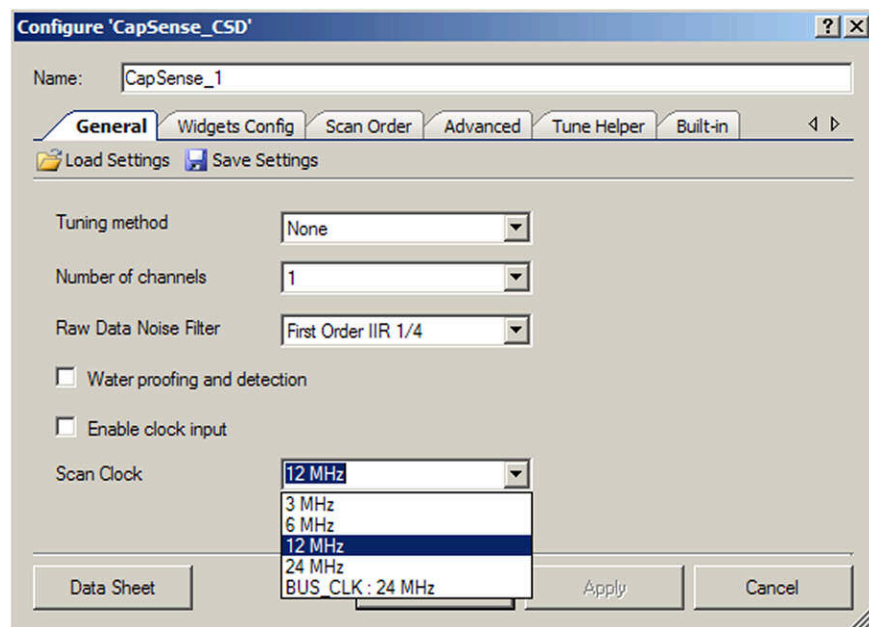 Configure 'CapSense_CSD'
Name: CapSense_1
General Widgets Config Scan Order Advanced Tune Helper Built-in
Load Settings Save Settings
Tuning method None
Number of channels 1
Raw Data Noise Filter First Order IIR 1/4
Water proofing and detection
Enable clock input
Scan Clock 12 MHz
3 MHz
6 MHz
12 MHz
24 MHz
BUS_CLK : 24 MHz
Data Sheet Apply Cancel